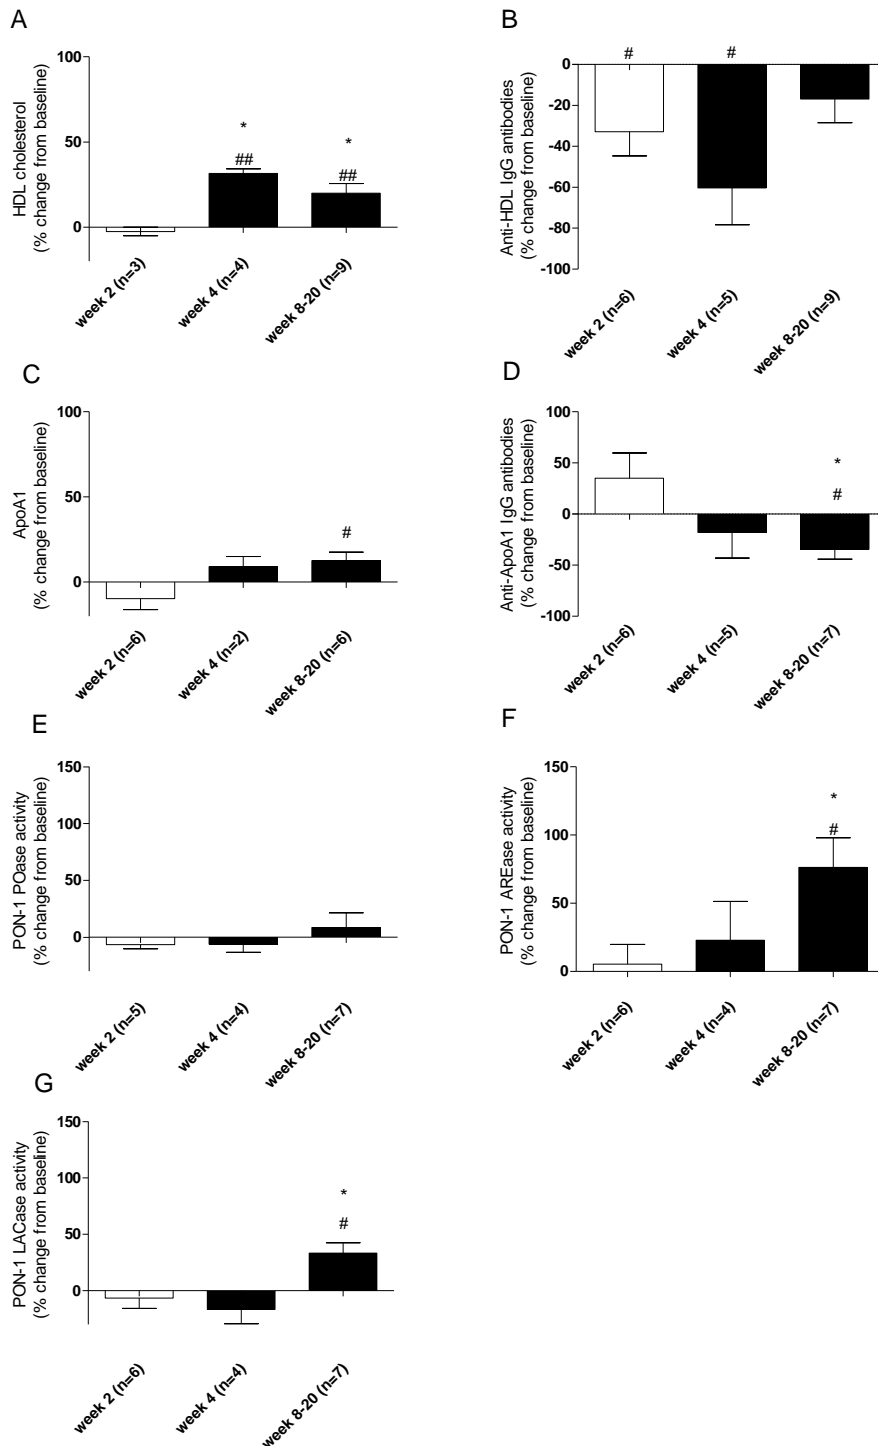 A
HDL cholesterol
(% change from baseline)
100
50
0
*
##
*
##
week 2 (n=3)
week 4 (n=4)
week 8-20 (n=9)
B
Anti-HDL IgG antibodies
(% change from baseline)
0
-20
-40
-60
-80
-100
#
#
week 2 (n=6)
week 4 (n=5)
week 8-20 (n=9)
C
ApoA1
(% change from baseline)
100
50
0
#
week 2 (n=6)
week 4 (n=2)
week 8-20 (n=6)
D
Anti-ApoA1 IgG antibodies
(% change from baseline)
100
50
0
-50
-100
*
#
week 2 (n=6)
week 4 (n=5)
week 8-20 (n=7)
E
PON-1 POase activity
(% change from baseline)
150
100
50
0
week 2 (n=5)
week 4 (n=4)
week 8-20 (n=7)
F
PON-1 AREase activity
(% change from baseline)
150
100
50
0
*
#
week 2 (n=6)
week 4 (n=4)
week 8-20 (n=7)
G
PON-1 LACase activity
(% change from baseline)
150
100
50
0
*
#
week 2 (n=6)
week 4 (n=4)
week 8-20 (n=7)